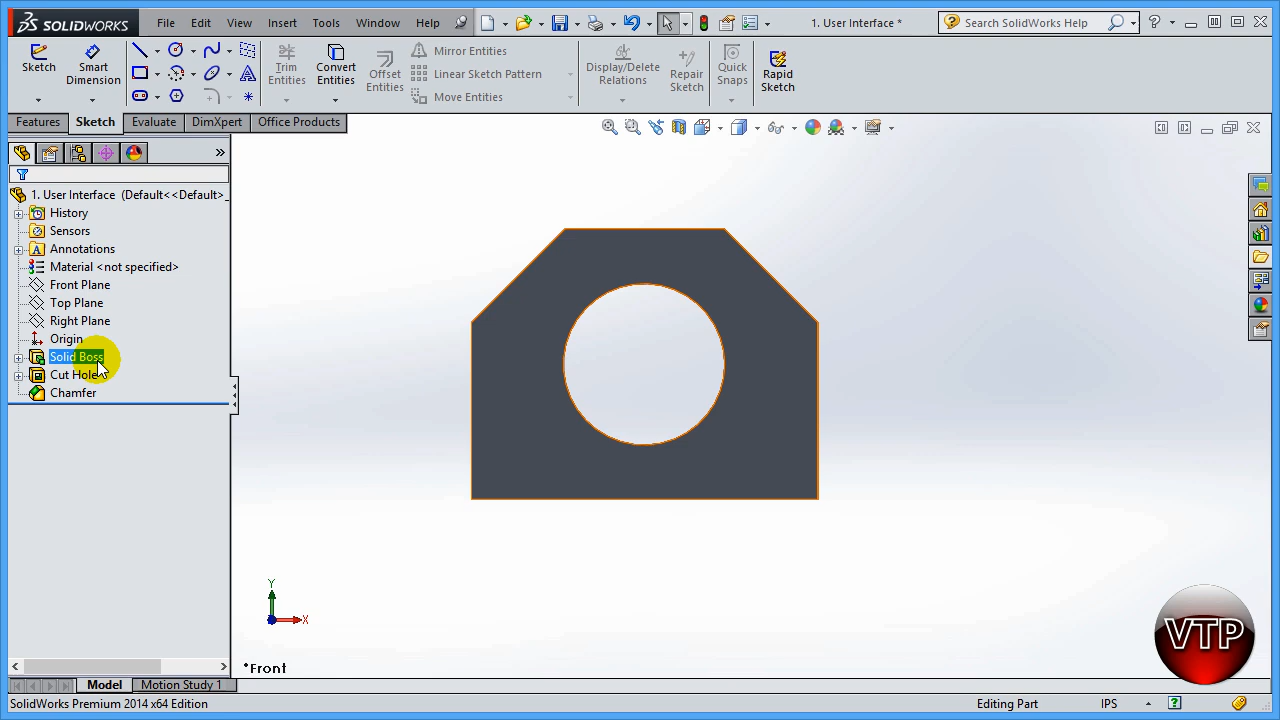 SOLIDWORKS File Edit View Insert Tools Window Help 1. User Interface * Search SolidWorks Help
Sketch Smart Dimension Trim Entities Convert Entities Offset Entities Mirror Entities Linear Sketch Pattern Move Entities Display/Delete Relations Repair Sketch Quick Snaps Rapid Sketch
Features Sketch Evaluate DimXpert Office Products
1. User Interface (Default<<Default>_
History
Sensors
Annotations
Material <not specified>
Front Plane
Top Plane
Right Plane
Origin
Solid Boss
Cut Hole
Chamfer
Y
X
*Front
VTP
Model Motion Study 1
SolidWorks Premium 2014 x64 Edition Editing Part IPS